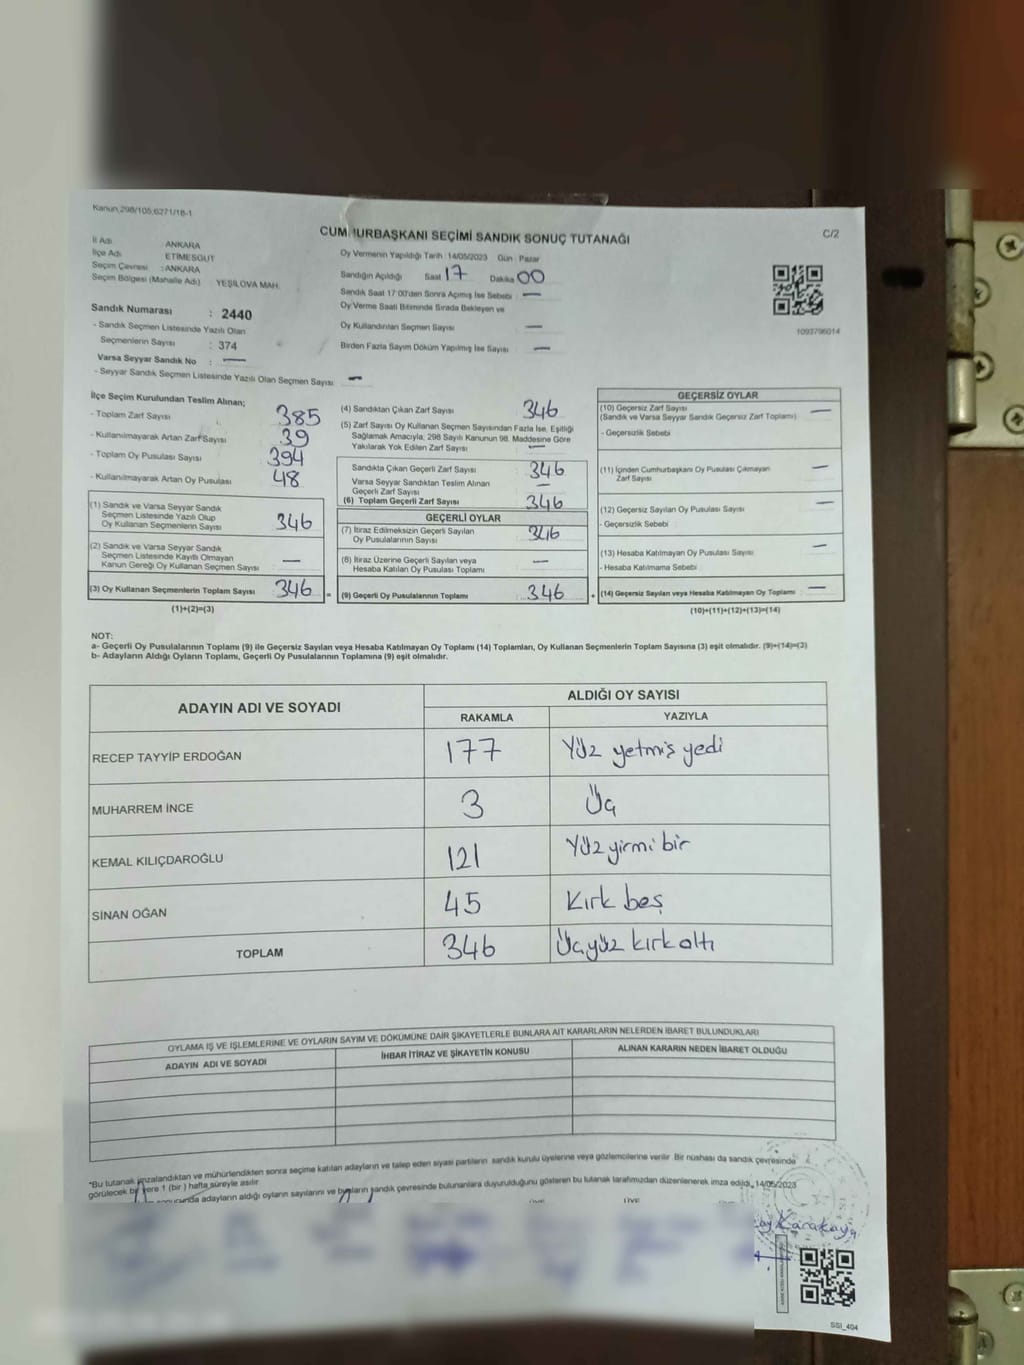 Kanun:298/105;6271/18-1
CUMHURBAŞKANI SEÇİMİ SANDIK SONUÇ TUTANAĞI
C/2
İl Adı ANKARA
İlçe Adı ETİMESGUT
Seçim Çevresi : ANKARA
Seçim Bölgesi (Mahalle Adı) YEŞİLOVA MAH.
Sandık Numarası : 2440
- Sandık Seçmen Listesinde Yazılı Olan
Seçmenlerin Sayısı : 374
Varsa Seyyar Sandık No : —
- Seyyar Sandık Seçmen Listesinde Yazılı Olan Seçmen Sayısı —
Oy Vermenin Yapıldığı Tarih : 14/05/2023 Gün : Pazar
Sandığın Açıldığı Saat 17 Dakika 00
Sandık Saat 17:00'den Sonra Açılmış İse Sebebi : —
Oy Verme Saati Bitiminde Sırada Bekleyen ve
Oy Kullandırılan Seçmen Sayısı —
Birden Fazla Sayım Döküm Yapılmış İse Sayısı —
1093796014
İlçe Seçim Kurulundan Teslim Alınan;
- Toplam Zarf Sayısı 385
- Kullanılmayarak Artan Zarf Sayısı 39
- Toplam Oy Pusulası Sayısı 394
- Kullanılmayarak Artan Oy Pusulası 48
(1) Sandık ve Varsa Seyyar Sandık
Seçmen Listesinde Yazılı Olup
Oy Kullanan Seçmenlerin Sayısı 346
(2) Sandık ve Varsa Seyyar Sandık
Seçmen Listesinde Kayıtlı Olmayan
Kanun Gereği Oy Kullanan Seçmen Sayısı —
(3) Oy Kullanan Seçmenlerin Toplam Sayısı 346 =
(1)+(2)=(3)
(4) Sandıktan Çıkan Zarf Sayısı 346
(5) Zarf Sayısı Oy Kullanan Seçmen Sayısından Fazla İse, Eşitliği
Sağlamak Amacıyla, 298 Sayılı Kanunun 98. Maddesine Göre
Yakılarak Yok Edilen Zarf Sayısı —
Sandıkta Çıkan Geçerli Zarf Sayısı 346
Varsa Seyyar Sandıktan Teslim Alınan
Geçerli Zarf Sayısı —
(6) Toplam Geçerli Zarf Sayısı 346
GEÇERLİ OYLAR
(7) İtiraz Edilmeksizin Geçerli Sayılan
Oy Pusulalarının Sayısı 346
(8) İtiraz Üzerine Geçerli Sayılan veya
Hesaba Katılan Oy Pusulası Toplamı —
(9) Geçerli Oy Pusulalarının Toplamı 346 +
GEÇERSİZ OYLAR
(10) Geçersiz Zarf Sayısı —
(Sandık ve Varsa Seyyar Sandık Geçersiz Zarf Toplamı)
- Geçersizlik Sebebi
(11) İçinden Cumhurbaşkanı Oy Pusulası Çıkmayan
Zarf Sayısı —
(12) Geçersiz Sayılan Oy Pusulası Sayısı —
- Geçersizlik Sebebi
(13) Hesaba Katılmayan Oy Pusulası Sayısı —
- Hesaba Katılmama Sebebi
(14) Geçersiz Sayılan veya Hesaba Katılmayan Oy Toplamı —
(10)+(11)+(12)+(13)=(14)
NOT:
a- Geçerli Oy Pusulalarının Toplamı (9) ile Geçersiz Sayılan veya Hesaba Katılmayan Oy Toplamı (14) Toplamları, Oy Kullanan Seçmenlerin Toplam Sayısına (3) eşit olmalıdır. (9)+(14)=(3)
b- Adayların Aldığı Oyların Toplamı, Geçerli Oy Pusulalarının Toplamına (9) eşit olmalıdır.
ADAYIN ADI VE SOYADI
ALDIĞI OY SAYISI
RAKAMLA YAZIYLA
RECEP TAYYİP ERDOĞAN 177 Yüz yetmiş yedi
MUHARREM İNCE 3 Üç
KEMAL KILIÇDAROĞLU 121 Yüz yirmi bir
SİNAN OĞAN 45 Kırk beş
TOPLAM 346 Üçyüz kırk altı
OYLAMA İŞ VE İŞLEMLERİNE VE OYLARIN SAYIM VE DÖKÜMÜNE DAİR ŞİKAYETLERLE BUNLARA AİT KARARLARIN NELERDEN İBARET BULUNDUKLARI
ADAYIN ADI VE SOYADI İHBAR İTİRAZ VE ŞİKAYETİN KONUSU ALINAN KARARIN NEDEN İBARET OLDUĞU
*Bu tutanak imzalandıktan ve mühürlendikten sonra seçime katılan adayların ve talep eden siyasi partilerin sandık kurulu üyelerine veya gözlemcilerine verilir. Bir nüshası da sandık çevresinde
görülecek bir yere 1 (bir) hafta süreyle asılır.
sonucunda adayların aldığı oyların sayılarını ve bunların sandık çevresinde bulunanlara duyurulduğunu gösteren bu tutanak tarafımızdan düzenlenerek imza edildi. 14/05/2023
Karakaya
SSI_404